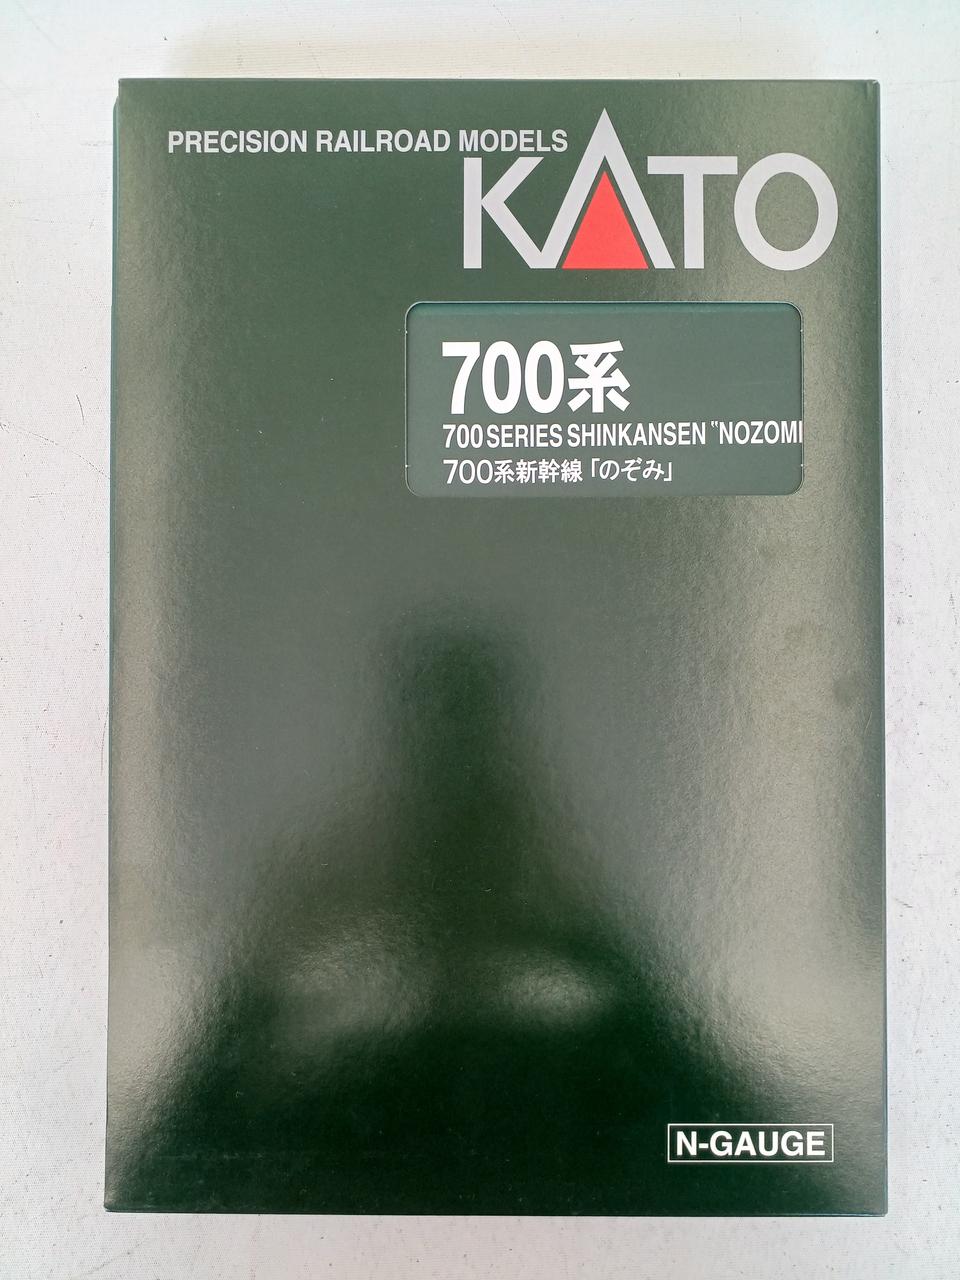 PRECISION RAILROAD MODELS
KATO
700系
700 SERIES SHINKANSEN "NOZOMI
700系新幹線「のぞみ」
N-GAUGE